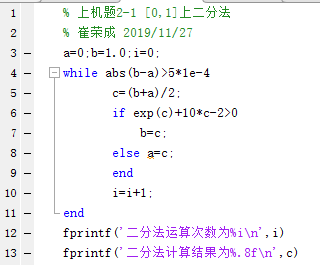 1 % 上机题2-1 [0,1]上二分法
2 % 崔荣成 2019/11/27
3 a=0;b=1.0;i=0;
4 while abs(b-a)>5*1e-4
5 c=(b+a)/2;
6 if exp(c)+10*c-2>0
7 b=c;
8 else a=c;
9 end
10 i=i+1;
11 end
12 fprintf('二分法运算次数为%i\n',i)
13 fprintf('二分法计算结果为%.8f\n',c)